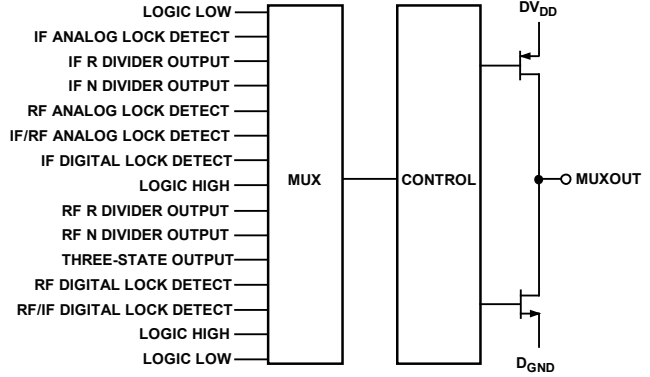 LOGIC LOW
IF ANALOG LOCK DETECT
IF R DIVIDER OUTPUT
IF N DIVIDER OUTPUT
RF ANALOG LOCK DETECT
IF/RF ANALOG LOCK DETECT
IF DIGITAL LOCK DETECT
LOGIC HIGH
RF R DIVIDER OUTPUT
RF N DIVIDER OUTPUT
THREE-STATE OUTPUT
RF DIGITAL LOCK DETECT
RF/IF DIGITAL LOCK DETECT
LOGIC HIGH
LOGIC LOW
MUX
CONTROL
DVDD
MUXOUT
DGND